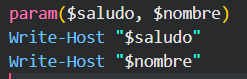 param($saludo, $nombre)
Write-Host "$saludo"
Write-Host "$nombre"